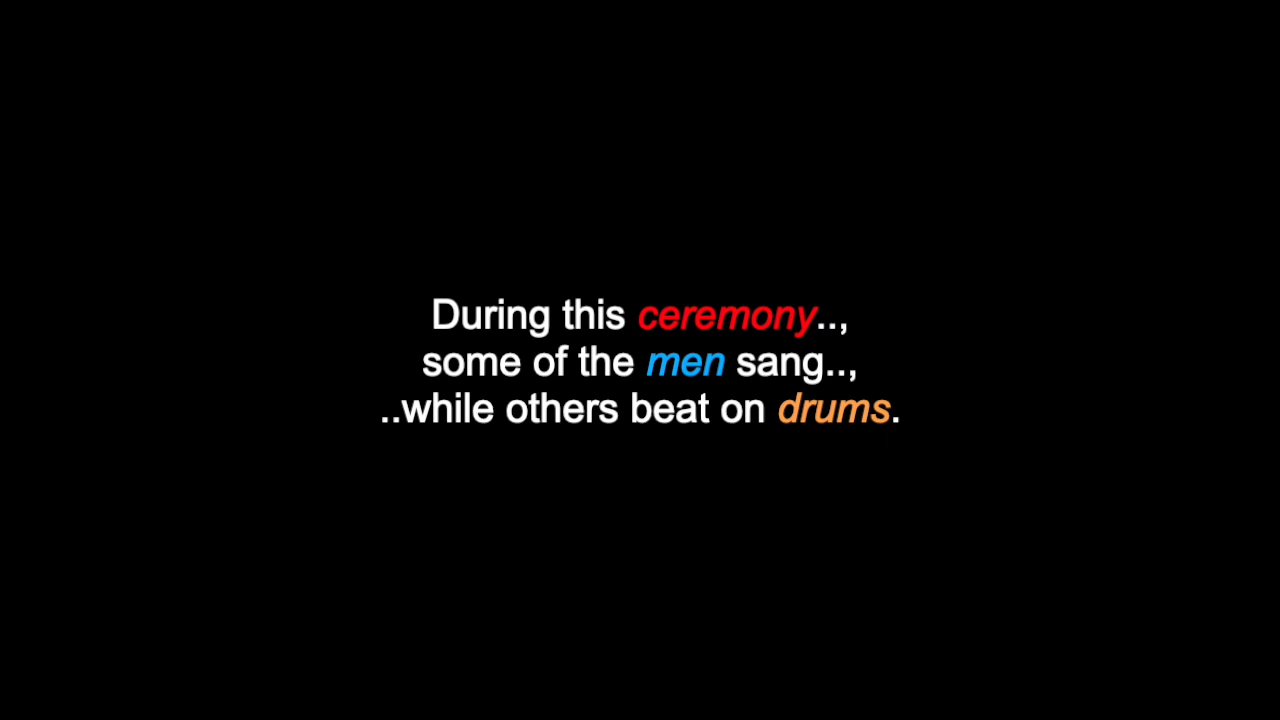 During this ceremony..,
some of the men sang..,
..while others beat on drums.